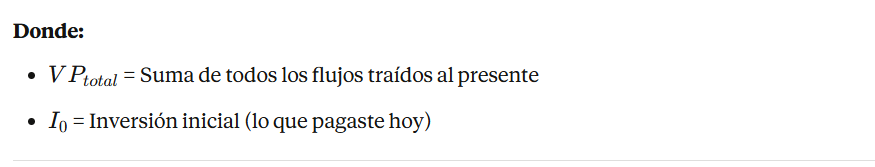 Donde:
• VP_total = Suma de todos los flujos traídos al presente
• I_0 = Inversión inicial (lo que pagaste hoy)